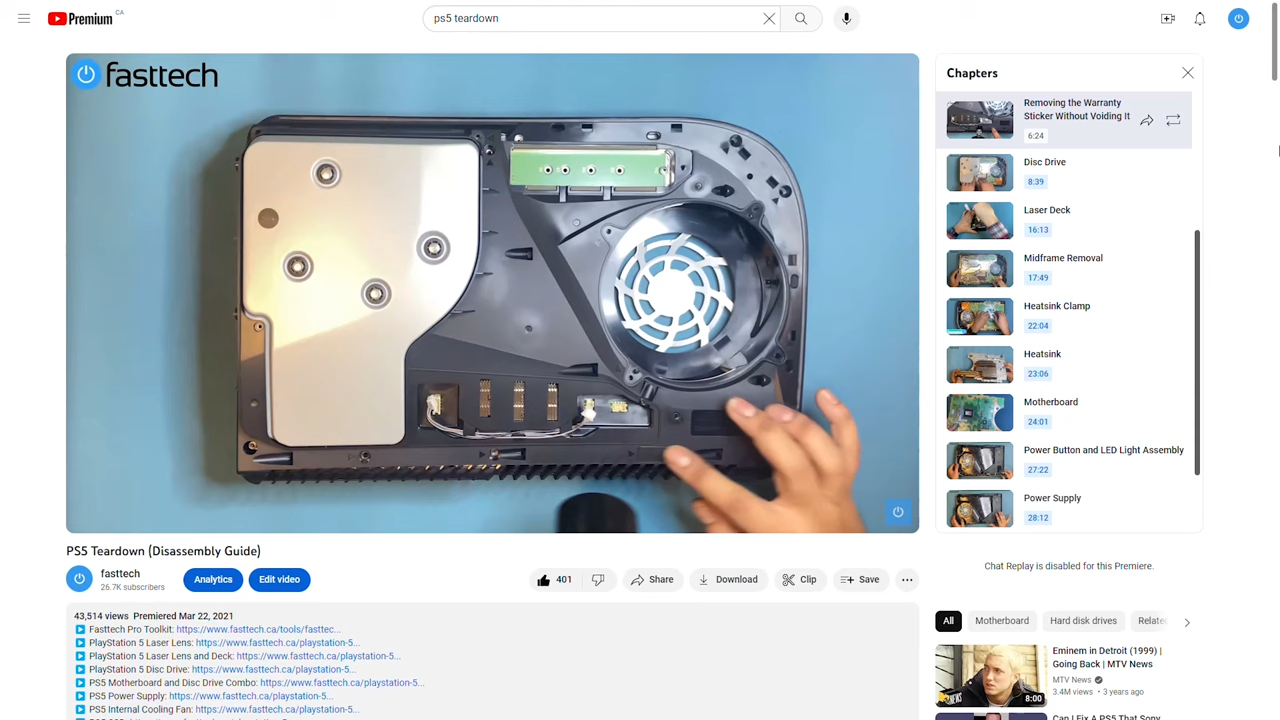 Premium CA
ps5 teardown
fasttech
Chapters
Removing the Warranty
Sticker Without Voiding It
6:24
Disc Drive
8:39
Laser Deck
16:13
Midframe Removal
17:49
Heatsink Clamp
22:04
Heatsink
23:06
Motherboard
24:01
Power Button and LED Light Assembly
27:22
Power Supply
28:12
PS5 Teardown (Disassembly Guide)
fasttech
26.7K subscribers
Analytics
Edit video
401
Share
Download
Clip
Save
Chat Replay is disabled for this Premiere.
43,514 views Premiered Mar 22, 2021
Fasttech Pro Toolkit: https://www.fasttech.ca/tools/fasttec...
PlayStation 5 Laser Lens: https://www.fasttech.ca/playstation-5...
PlayStation 5 Laser Lens and Deck: https://www.fasttech.ca/playstation-5...
PlayStation 5 Disc Drive: https://www.fasttech.ca/playstation-5...
PS5 Motherboard and Disc Drive Combo: https://www.fasttech.ca/playstation-5...
PS5 Power Supply: https://www.fasttech.ca/playstation-5...
PS5 Internal Cooling Fan: https://www.fasttech.ca/playstation-5...
All
Motherboard
Hard disk drives
Relate
Eminem in Detroit (1999) |
Going Back | MTV News
MTV News
3.4M views • 3 years ago
8:00
NEWS
Can I Fix A PS5 That Sony